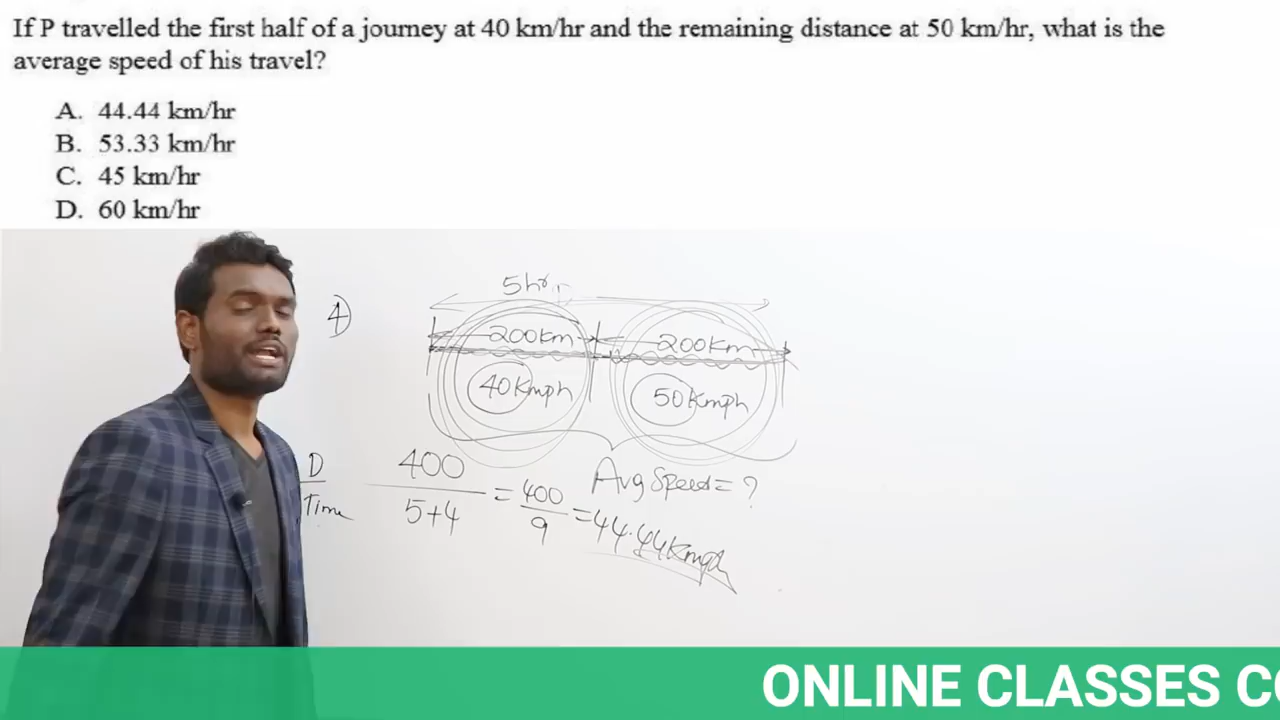 If P travelled the first half of a journey at 40 km/hr and the remaining distance at 50 km/hr, what is the
average speed of his travel?
A. 44.44 km/hr
B. 53.33 km/hr
C. 45 km/hr
D. 60 km/hr
4)
5hr
200Km
200Km
40Kmph
50Kmph
Avg Speed = ?
D
Time
400
5+4
= 400
9
= 44.44Kmph
ONLINE CLASSES CO